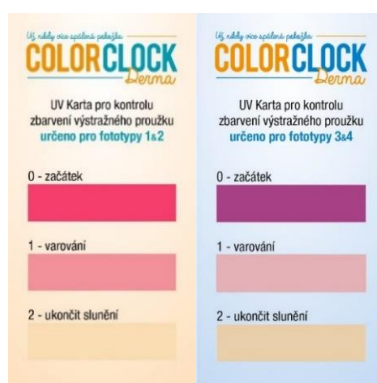 Už nikdy více spálená pokožka
COLORCLOCK
Derma
UV Karta pro kontrolu
zbarvení výstražného proužku
určeno pro fototypy 1&2
0 - začátek
1 - varování
2 - ukončit slunění
Už nikdy více spálená pokožka
COLORCLOCK
Derma
UV Karta pro kontrolu
zbarvení výstražného proužku
určeno pro fototypy 3&4
0 - začátek
1 - varování
2 - ukončit slunění